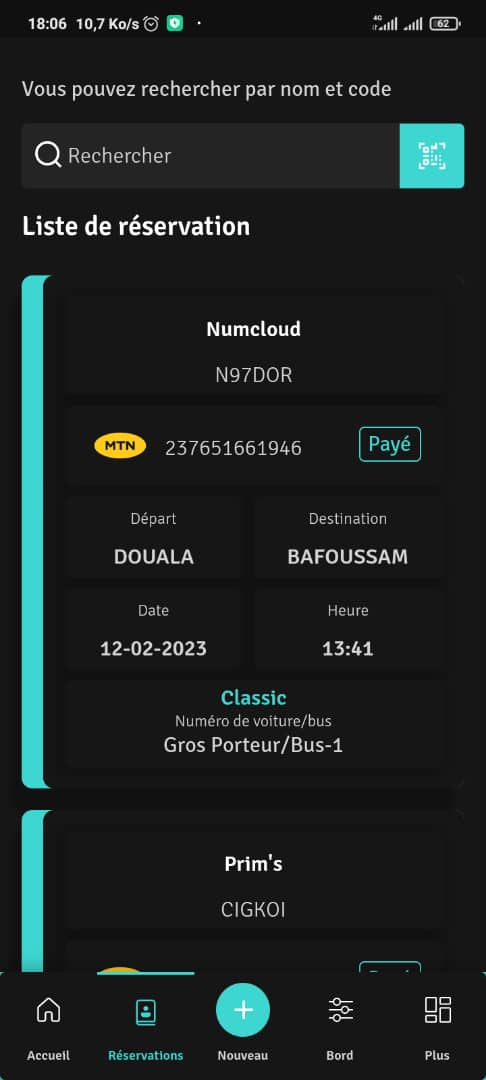 18:06 10,7 Ko/s 4G 62
Vous pouvez rechercher par nom et code
Rechercher
Liste de réservation
Numcloud
N97DOR
MTN 237651661946 Payé
Départ Destination
DOUALA BAFOUSSAM
Date Heure
12-02-2023 13:41
Classic
Numéro de voiture/bus
Gros Porteur/Bus-1
Prim's
CIGKOI
Accueil Réservations Nouveau Bord Plus